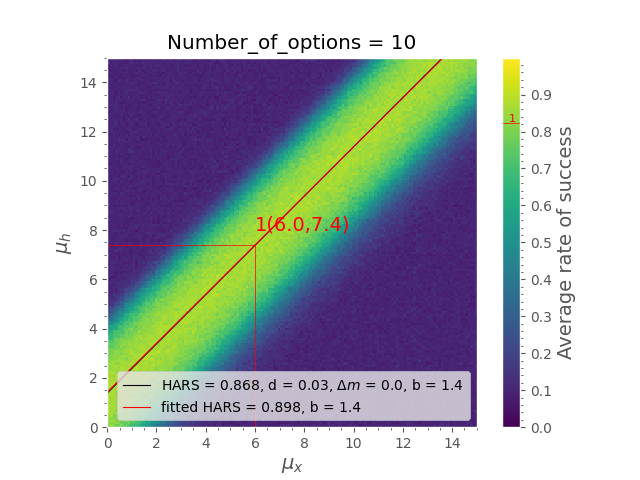 Number_of_options = 10
14
12
10
8
6
4
2
0
μₕ
1(6.0,7.4)
HARS = 0.868, d = 0.03, Δm = 0.0, b = 1.4
fitted HARS = 0.898, b = 1.4
0 2 4 6 8 10 12 14
μₓ
0.9
1
0.8
0.7
0.6
0.5
0.4
0.3
0.2
0.1
0.0
Average rate of success